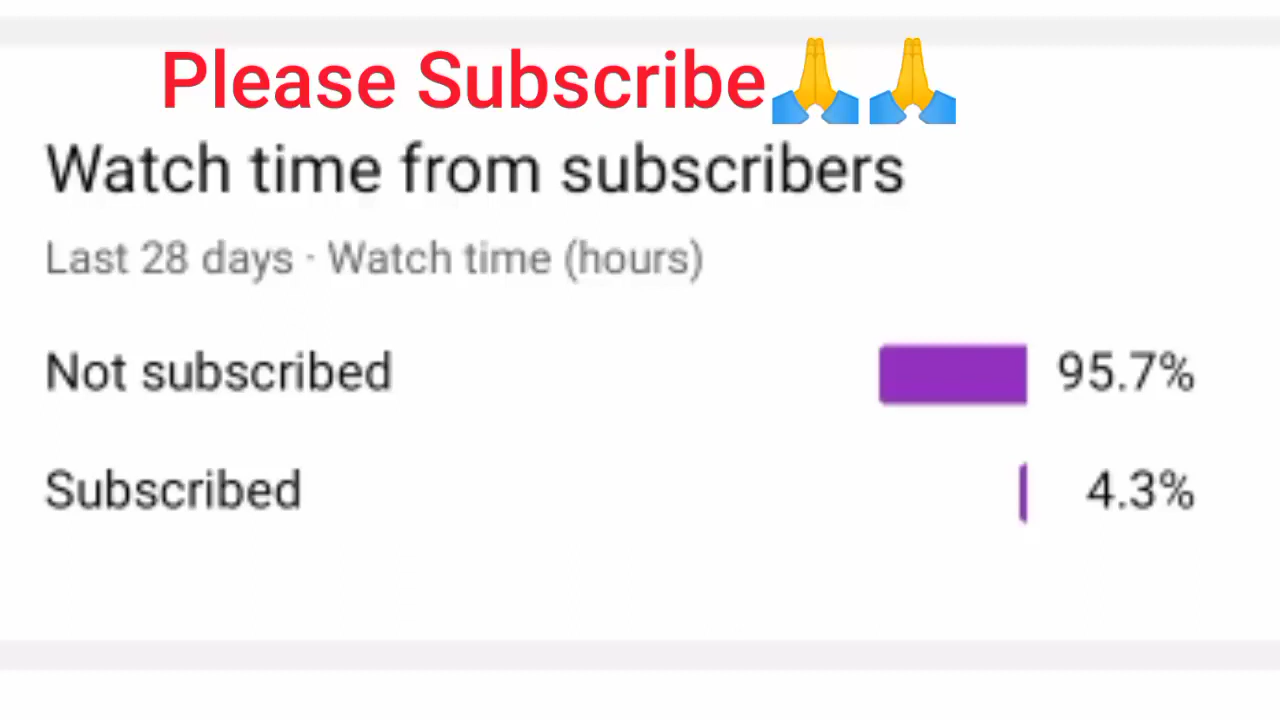 Please Subscribe🙏🙏
Watch time from subscribers
Last 28 days · Watch time (hours)
Not subscribed 95.7%
Subscribed 4.3%